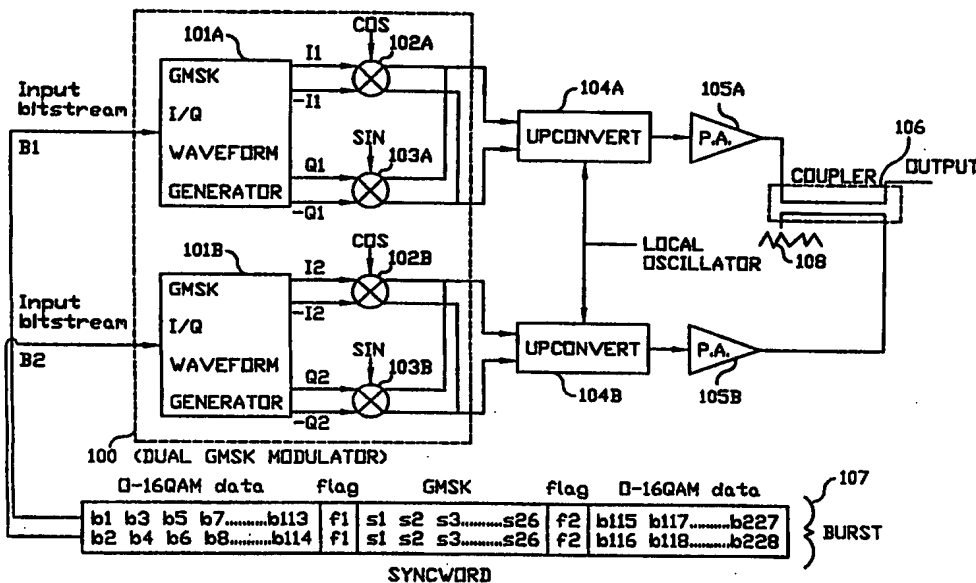 COS
102A
101A
I1
-I1
GMSK
I/Q
WAVEFORM
GENERATOR
Input
bitstream
B1
SIN
103A
Q1
-Q1
104A
UPCONVERT
105A
P.A.
106
COUPLER
OUTPUT
108
LOCAL
OSCILLATOR
COS
102B
101B
I2
-I2
GMSK
I/Q
WAVEFORM
GENERATOR
Input
bitstream
B2
SIN
103B
Q2
-Q2
UPCONVERT
104B
P.A.
105B
100 (DUAL GMSK MODULATOR)
O-16QAM data flag GMSK flag O-16QAM data
b1 b3 b5 b7.........b113 f1 s1 s2 s3.........s26 f2 b115 b117.......b227
b2 b4 b6 b8.........b114 f1 s1 s2 s3.........s26 f2 b116 b118.......b228
107
BURST
SYNCWORD